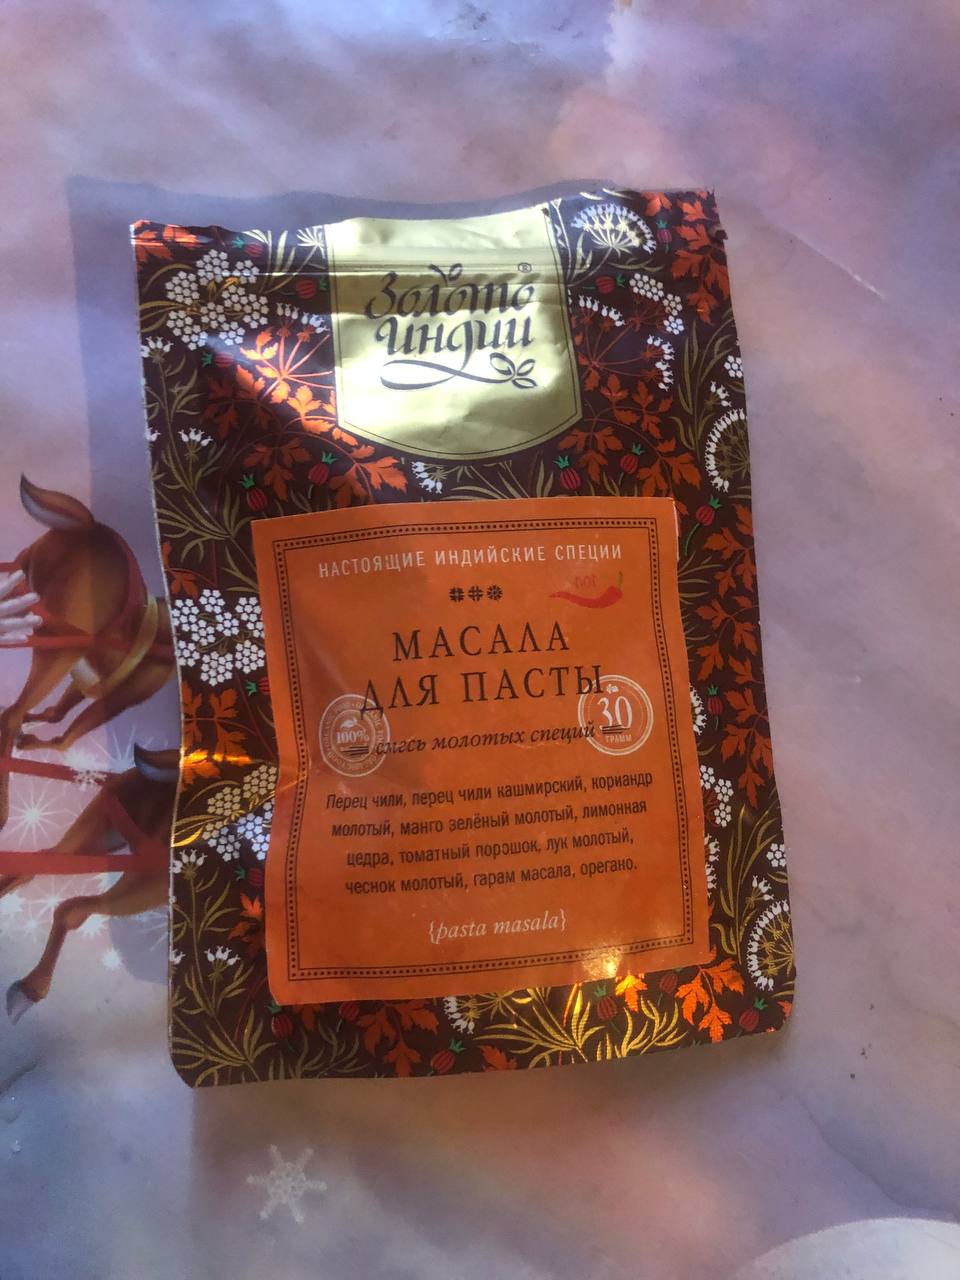 Золото®
Индии
НАСТОЯЩИЕ ИНДИЙСКИЕ СПЕЦИИ
МАСАЛА
ДЛЯ ПАСТЫ
100%
30
ГРАММ
смесь молотых специй
Перец чили, перец чили кашмирский, кориандр
молотый, манго зелёный молотый, лимонная
цедра, томатный порошок, лук молотый,
чеснок молотый, гарам масала, орегано.
{pasta masala}